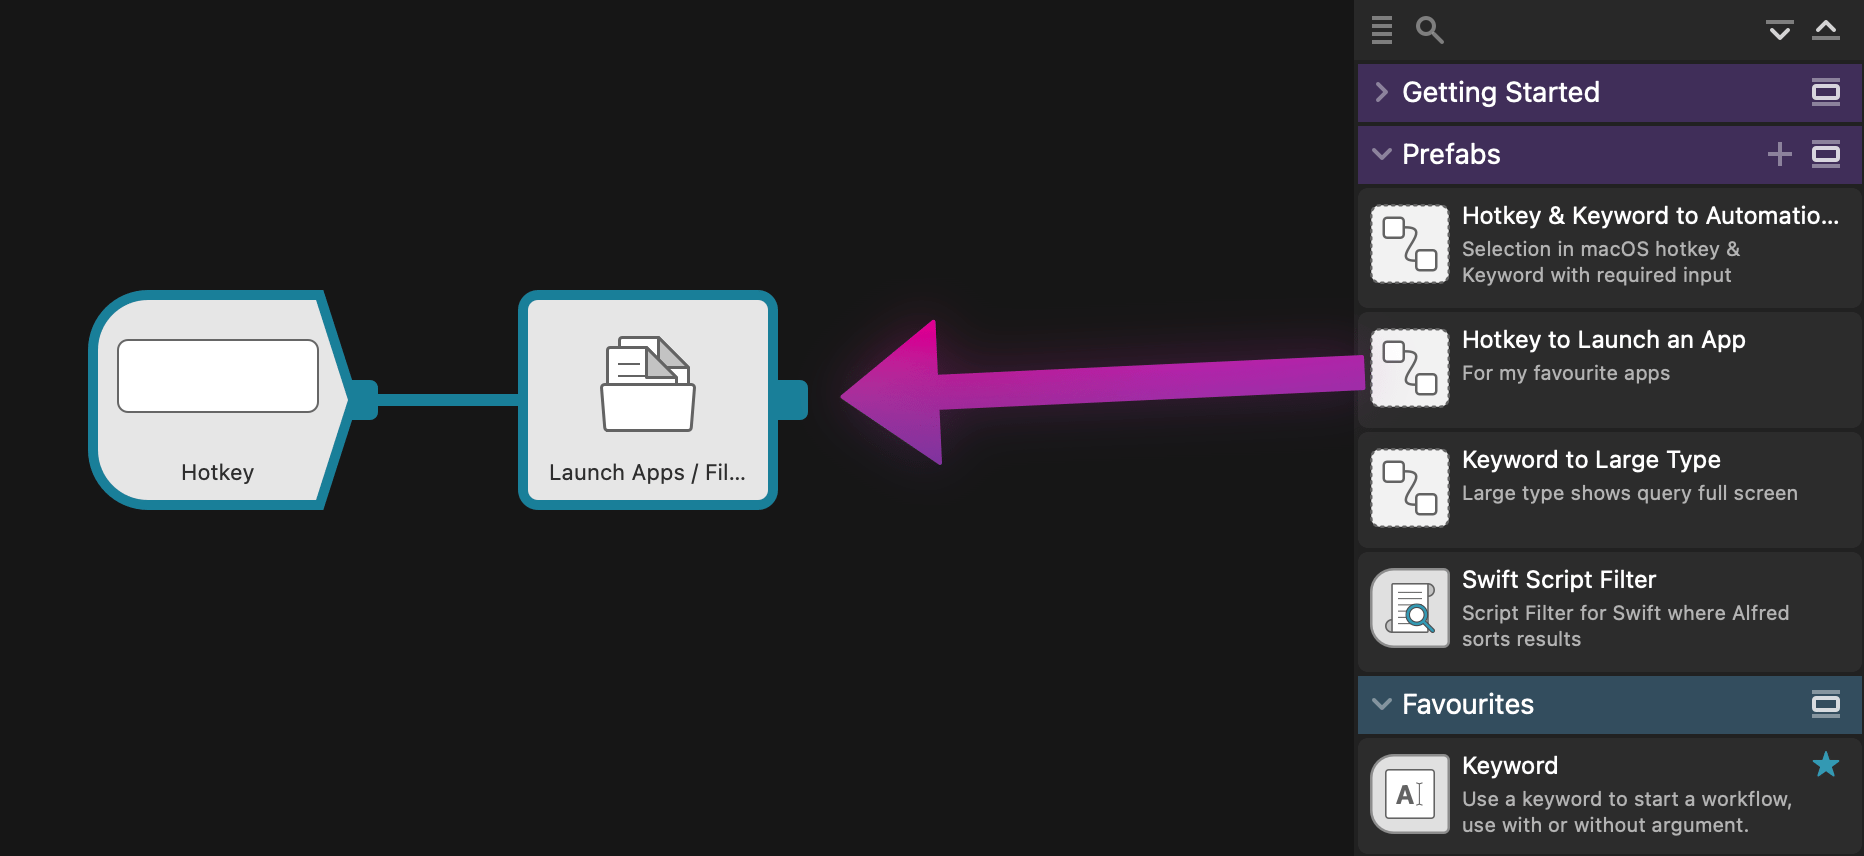 Hotkey
Launch Apps / Fil...
Getting Started
Prefabs
Hotkey & Keyword to Automatio...
Selection in macOS hotkey &
Keyword with required input
Hotkey to Launch an App
For my favourite apps
Keyword to Large Type
Large type shows query full screen
Swift Script Filter
Script Filter for Swift where Alfred
sorts results
Favourites
Keyword
A
Use a keyword to start a workflow,
use with or without argument.